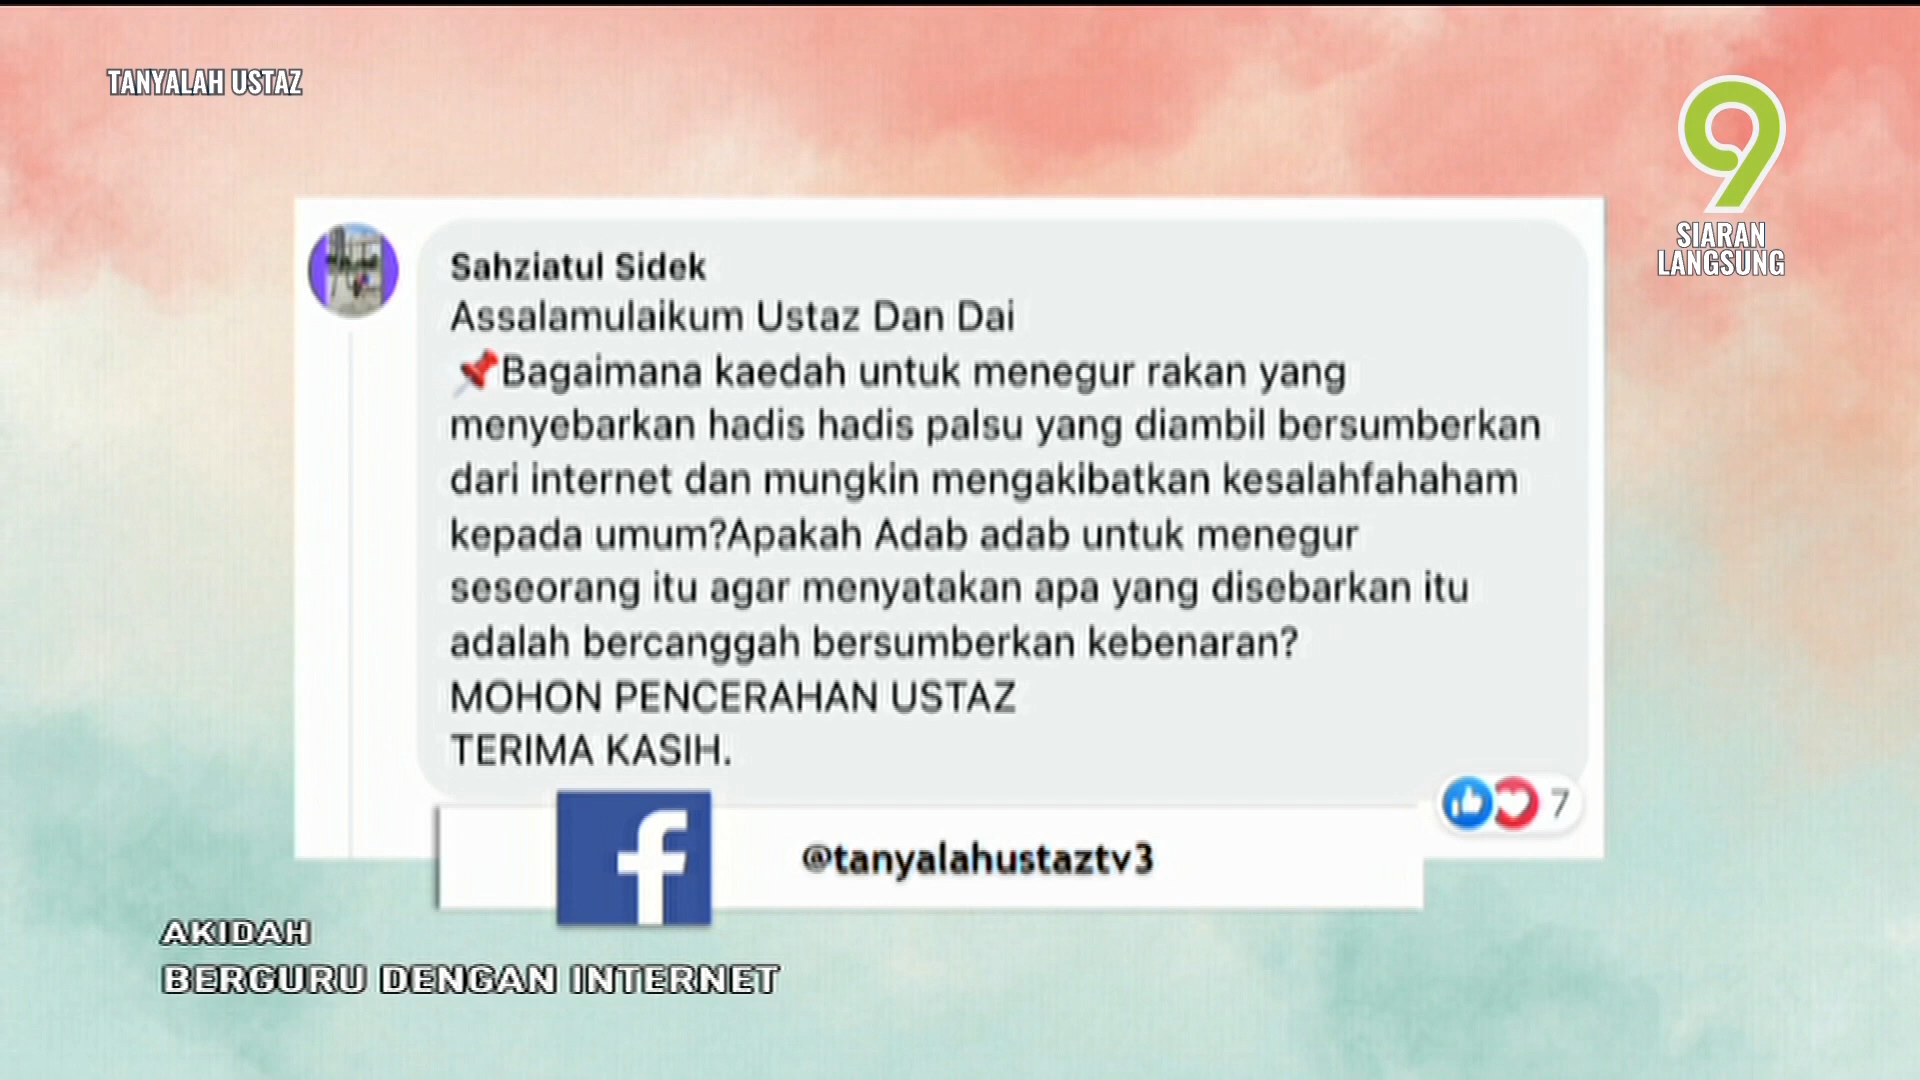 TANYALAH USTAZ
9
SIARAN
LANGSUNG
Sahziatul Sidek
Assalamulaikum Ustaz Dan Dai
📌Bagaimana kaedah untuk menegur rakan yang
menyebarkan hadis hadis palsu yang diambil bersumberkan
dari internet dan mungkin mengakibatkan kesalahfahaham
kepada umum?Apakah Adab adab untuk menegur
seseorang itu agar menyatakan apa yang disebarkan itu
adalah bercanggah bersumberkan kebenaran?
MOHON PENCERAHAN USTAZ
TERIMA KASIH.
7
f
@tanyalahustaztv3
AKIDAH
BERGURU DENGAN INTERNET